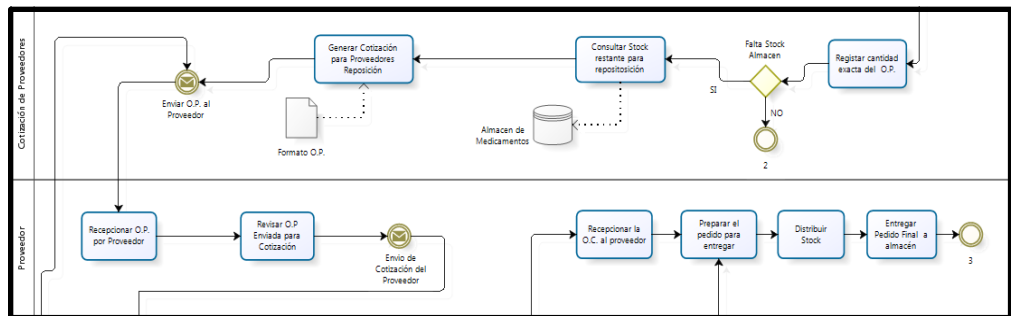 Cotización de Proveedores
Generar Cotización
para Proveedores
Reposición
Consultar Stock
restante para
repositosición
Falta Stock
Almacen
Registar cantidad
exacta del O.P.
SI
NO
2
Enviar O.P. al
Proveedor
Formato O.P.
Almacen de
Medicamentos
Proveedor
Recepcionar O.P.
por Proveedor
Revisar O.P
Enviada para
Cotización
Envio de
Cotización del
Proveedor
Recepcionar la
O.C. al proveedor
Preparar el
pedido para
entregar
Distribuir
Stock
Entregar
Pedido Final a
almacén
3